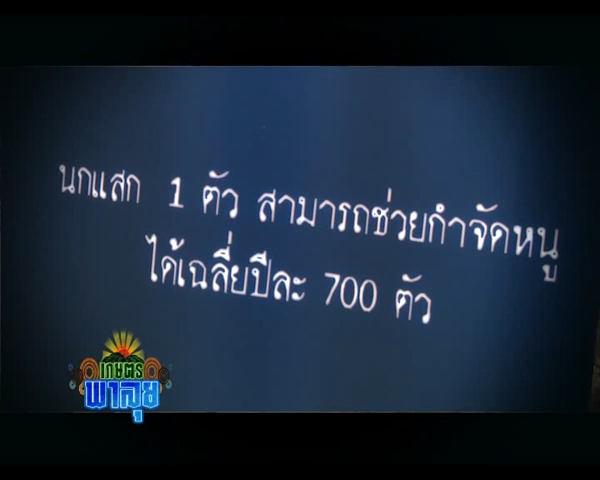 นกแสก 1 ตัว สามารถช่วยกำจัดหนู
ได้เฉลี่ยปีละ 700 ตัว
เกษตร
พาลุย